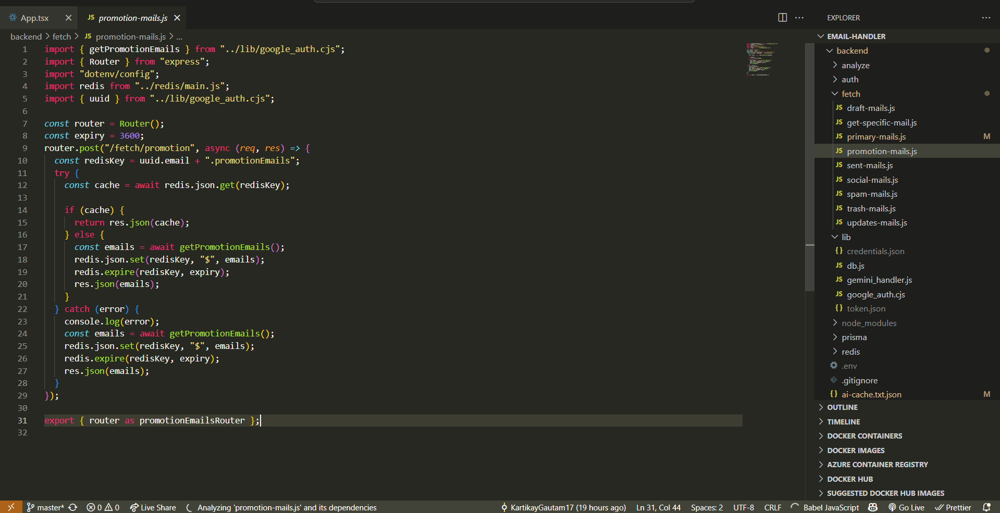 App.tsx
JS promotion-mails.js
backend > fetch > JS promotion-mails.js > ...
1 import { getPromotionEmails } from "../lib/google_auth.cjs";
2 import { Router } from "express";
3 import "dotenv/config";
4 import redis from "../redis/main.js";
5 import { uuid } from "../lib/google_auth.cjs";
6
7 const router = Router();
8 const expiry = 3600;
9 router.post("/fetch/promotion", async (req, res) => {
10 const redisKey = uuid.email + ".promotionEmails";
11 try {
12 const cache = await redis.json.get(redisKey);
13
14 if (cache) {
15 return res.json(cache);
16 } else {
17 const emails = await getPromotionEmails();
18 redis.json.set(redisKey, "$", emails);
19 redis.expire(redisKey, expiry);
20 res.json(emails);
21 }
22 } catch (error) {
23 console.log(error);
24 const emails = await getPromotionEmails();
25 redis.json.set(redisKey, "$", emails);
26 redis.expire(redisKey, expiry);
27 res.json(emails);
28 }
29 });
30
31 export { router as promotionEmailsRouter };
32
EXPLORER
EMAIL-HANDLER
backend
analyze
auth
fetch
JS draft-mails.js
JS get-specific-mail.js
JS primary-mails.js M
JS promotion-mails.js
JS sent-mails.js
JS social-mails.js
JS spam-mails.js
JS trash-mails.js
JS updates-mails.js
lib
{} credentials.json
JS db.js
JS gemini_handler.js
JS google_auth.cjs
{} token.json
node_modules
prisma
redis
.env
.gitignore
{} ai-cache.txt.json M
OUTLINE
TIMELINE
DOCKER CONTAINERS
DOCKER IMAGES
AZURE CONTAINER REGISTRY
DOCKER HUB
SUGGESTED DOCKER HUB IMAGES
master* 0 0 Live Share Analyzing 'promotion-mails.js' and its dependencies KartikayGautam17 (19 hours ago) Ln 31, Col 44 Spaces: 2 UTF-8 CRLF Babel JavaScript Go Live Prettier